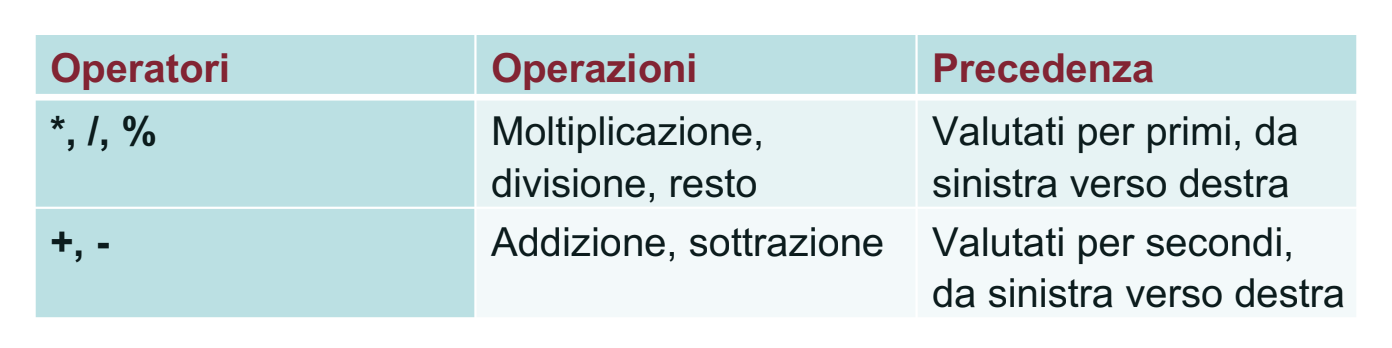 Operatori Operazioni Precedenza
*, /, % Moltiplicazione, Valutati per primi, da
divisione, resto sinistra verso destra
+, - Addizione, sottrazione Valutati per secondi,
da sinistra verso destra